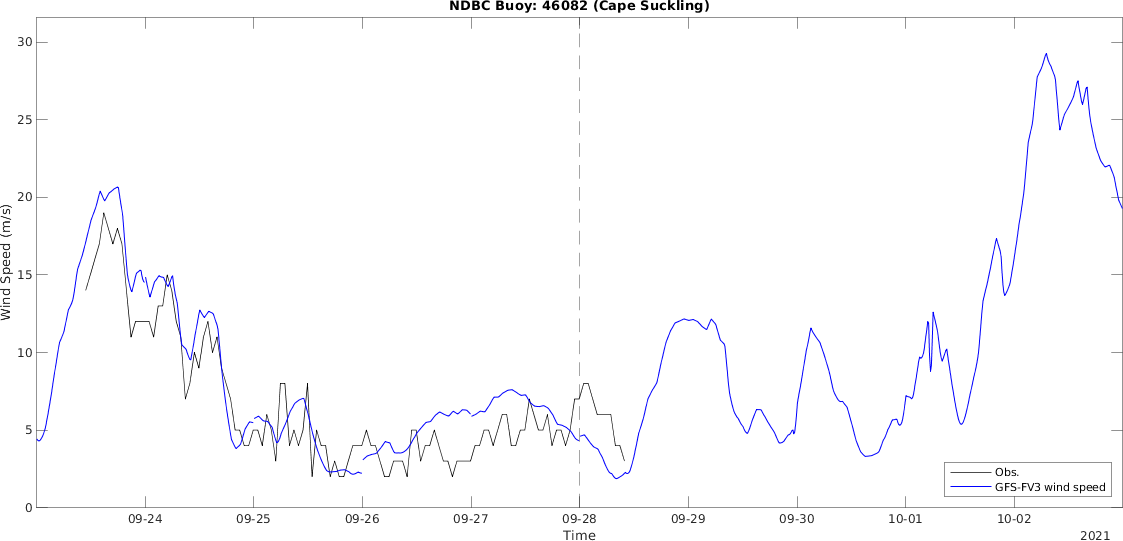 NDBC Buoy: 46082 (Cape Suckling)
30
25
20
15
10
5
0
Wind Speed (m/s)
09-24 09-25 09-26 09-27 09-28 09-29 09-30 10-01 10-02
Time
2021
Obs.
GFS-FV3 wind speed